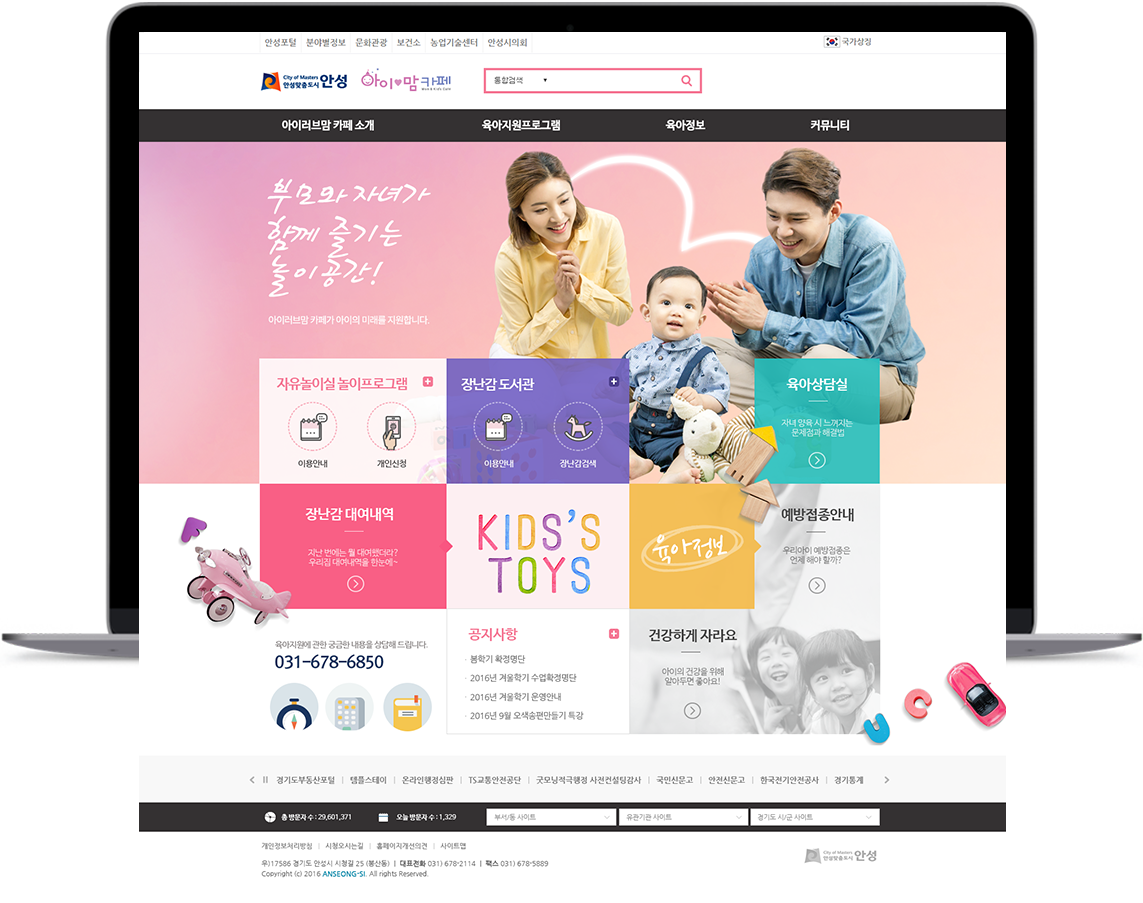 안성포털 분야별정보 문화관광 보건소 농업기술센터 안성시의회
국가상징
City of Masters
안성맞춤도시 안성
아이♥맘카페
Mom & Kid's Cafe
통합검색
아이러브맘 카페 소개 육아지원프로그램 육아정보 커뮤니티
부모와 자녀가
함께 즐기는
놀이공간!
아이러브맘 카페가 아이의 미래를 지원합니다.
자유놀이실 놀이프로그램
이용안내 개인신청
장난감 도서관
이용안내 장난감검색
육아상담실
자녀 양육 시 느껴지는
문제점과 해결법
장난감 대여내역
지난 번에는 뭘 대여했더라?
우리집 대여내역을 한눈에~
KIDS'S
TOYS
육아정보
예방접종안내
우리아이 예방접종은
언제 해야 할까?
육아지원에 관한 궁금한 내용을 상담해 드립니다.
031-678-6850
공지사항
· 봄학기 확정명단
· 2016년 겨울학기 수업확정명단
· 2016년 겨울학기 운영안내
· 2016년 9월 오색송편만들기 특강
건강하게 자라요
아이의 건강을 위해
알아두면 좋아요!
경기도부동산포털 | 템플스테이 | 온라인행정심판 | TS교통안전공단 | 굿모닝적극행정 사전컨설팅감사 | 국민신문고 | 안전신문고 | 한국전기안전공사 | 경기통계
총 방문자 수 : 29,601,371 오늘 방문자 수 : 1,329 부서/동 사이트 유관기관 사이트 경기도 시/군 사이트
개인정보처리방침 | 시청오시는길 | 홈페이지개선의견 | 사이트맵
우)17586 경기도 안성시 시청길 25 (봉산동) | 대표전화 031) 678-2114 | 팩스 031) 678-5889
Copyright (c) 2016 ANSEONG-SI. All rights Reserved.
City of Masters
안성맞춤도시 안성